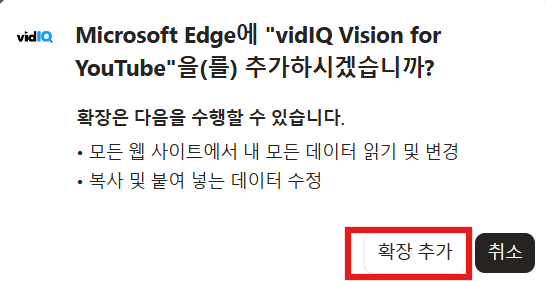 vidIQ
Microsoft Edge에 "vidIQ Vision for
YouTube"을(를) 추가하시겠습니까?
확장은 다음을 수행할 수 있습니다.
• 모든 웹 사이트에서 내 모든 데이터 읽기 및 변경
• 복사 및 붙여 넣는 데이터 수정
확장 추가
취소